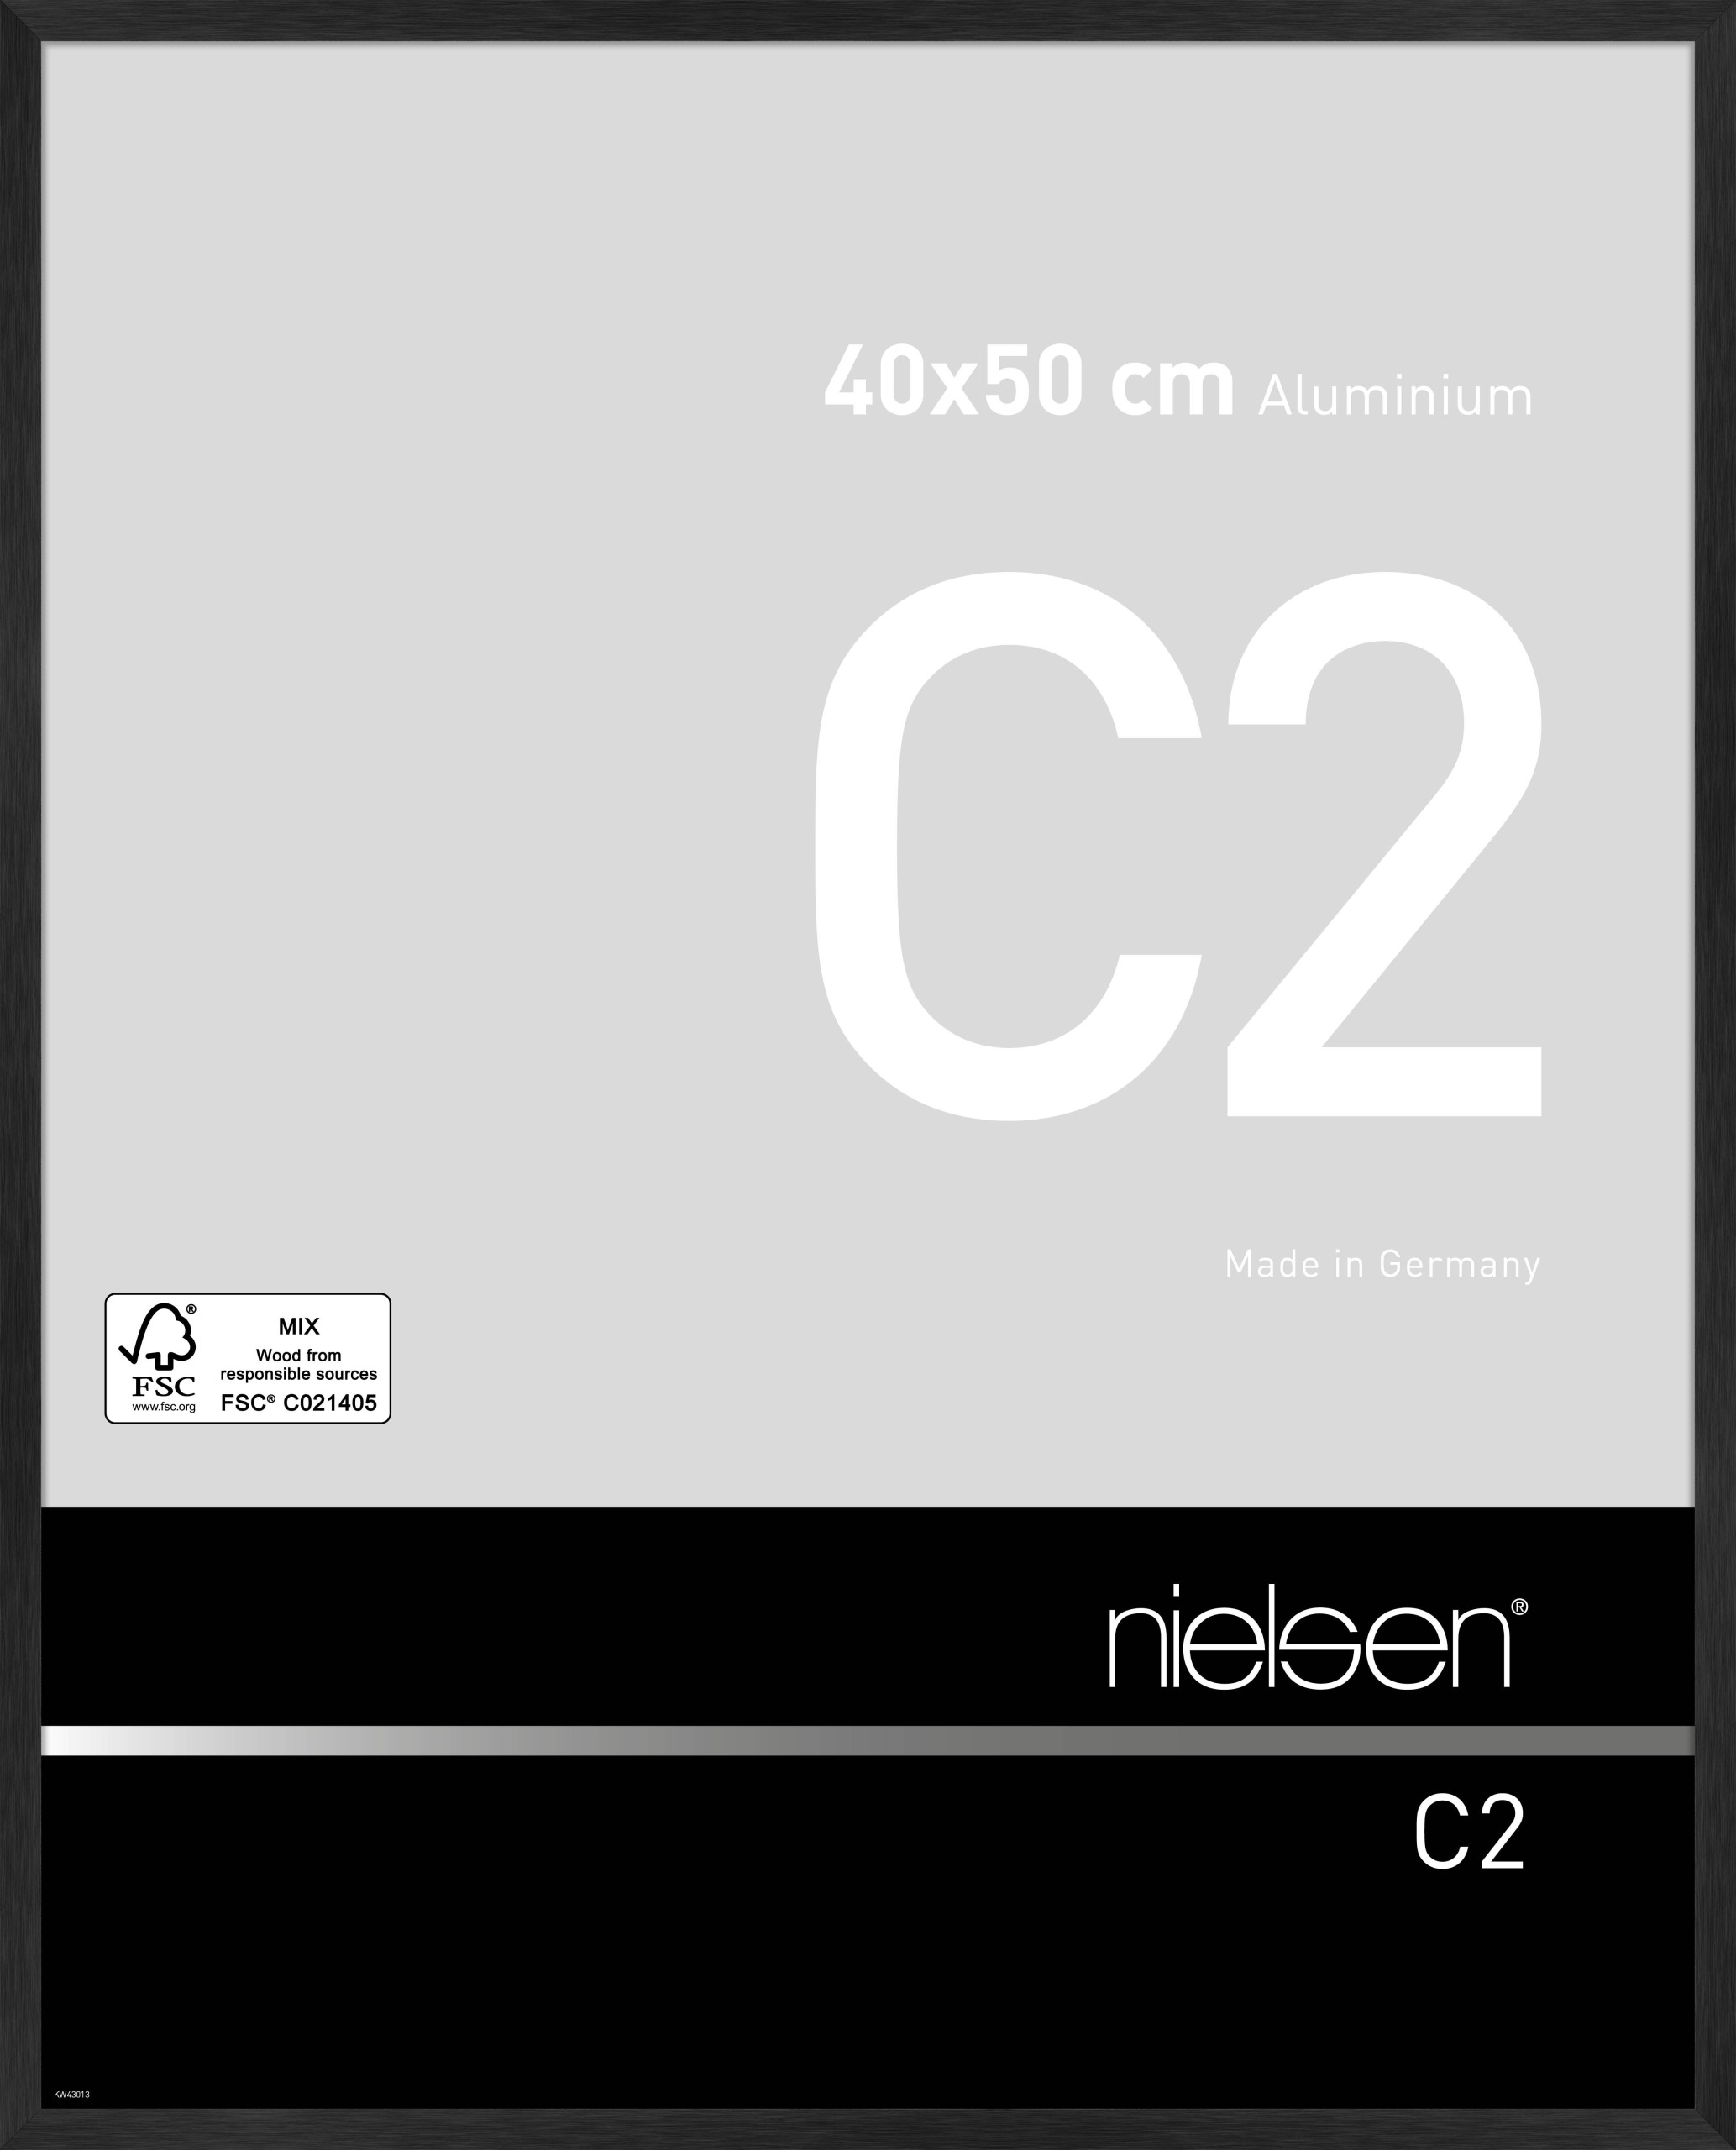 40x50 cm Aluminium
C2
Made in Germany
®
MIX
Wood from
responsible sources
FSC
www.fsc.org
FSC® C021405
nielsen®
C2
KW43013